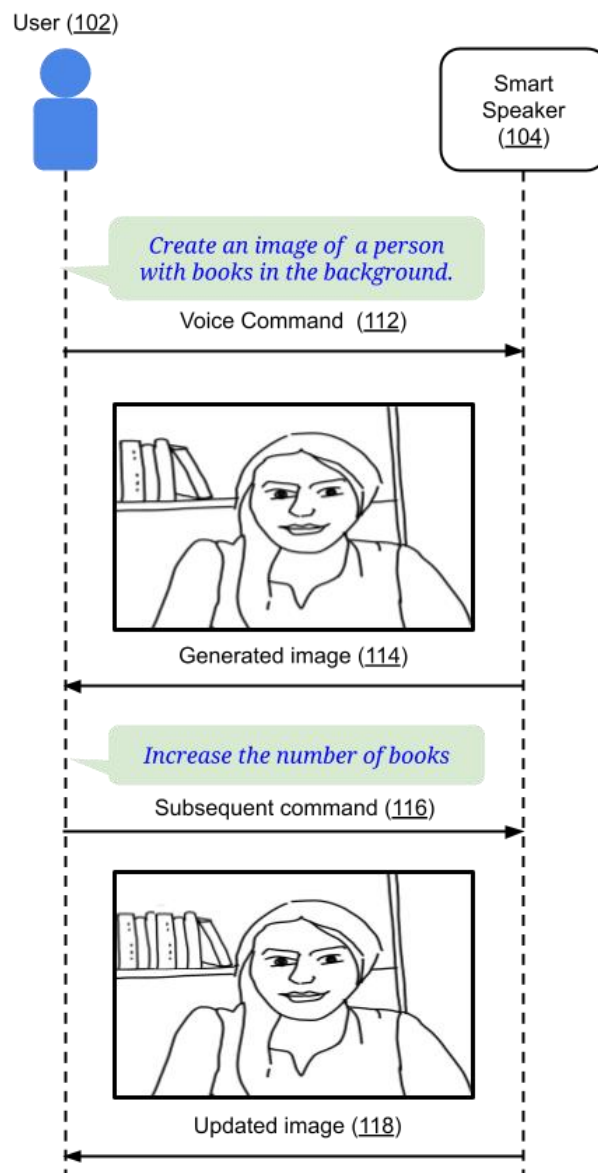 User (102)
Smart
Speaker
(104)
Create an image of a person
with books in the background.
Voice Command (112)
Generated image (114)
Increase the number of books
Subsequent command (116)
Updated image (118)